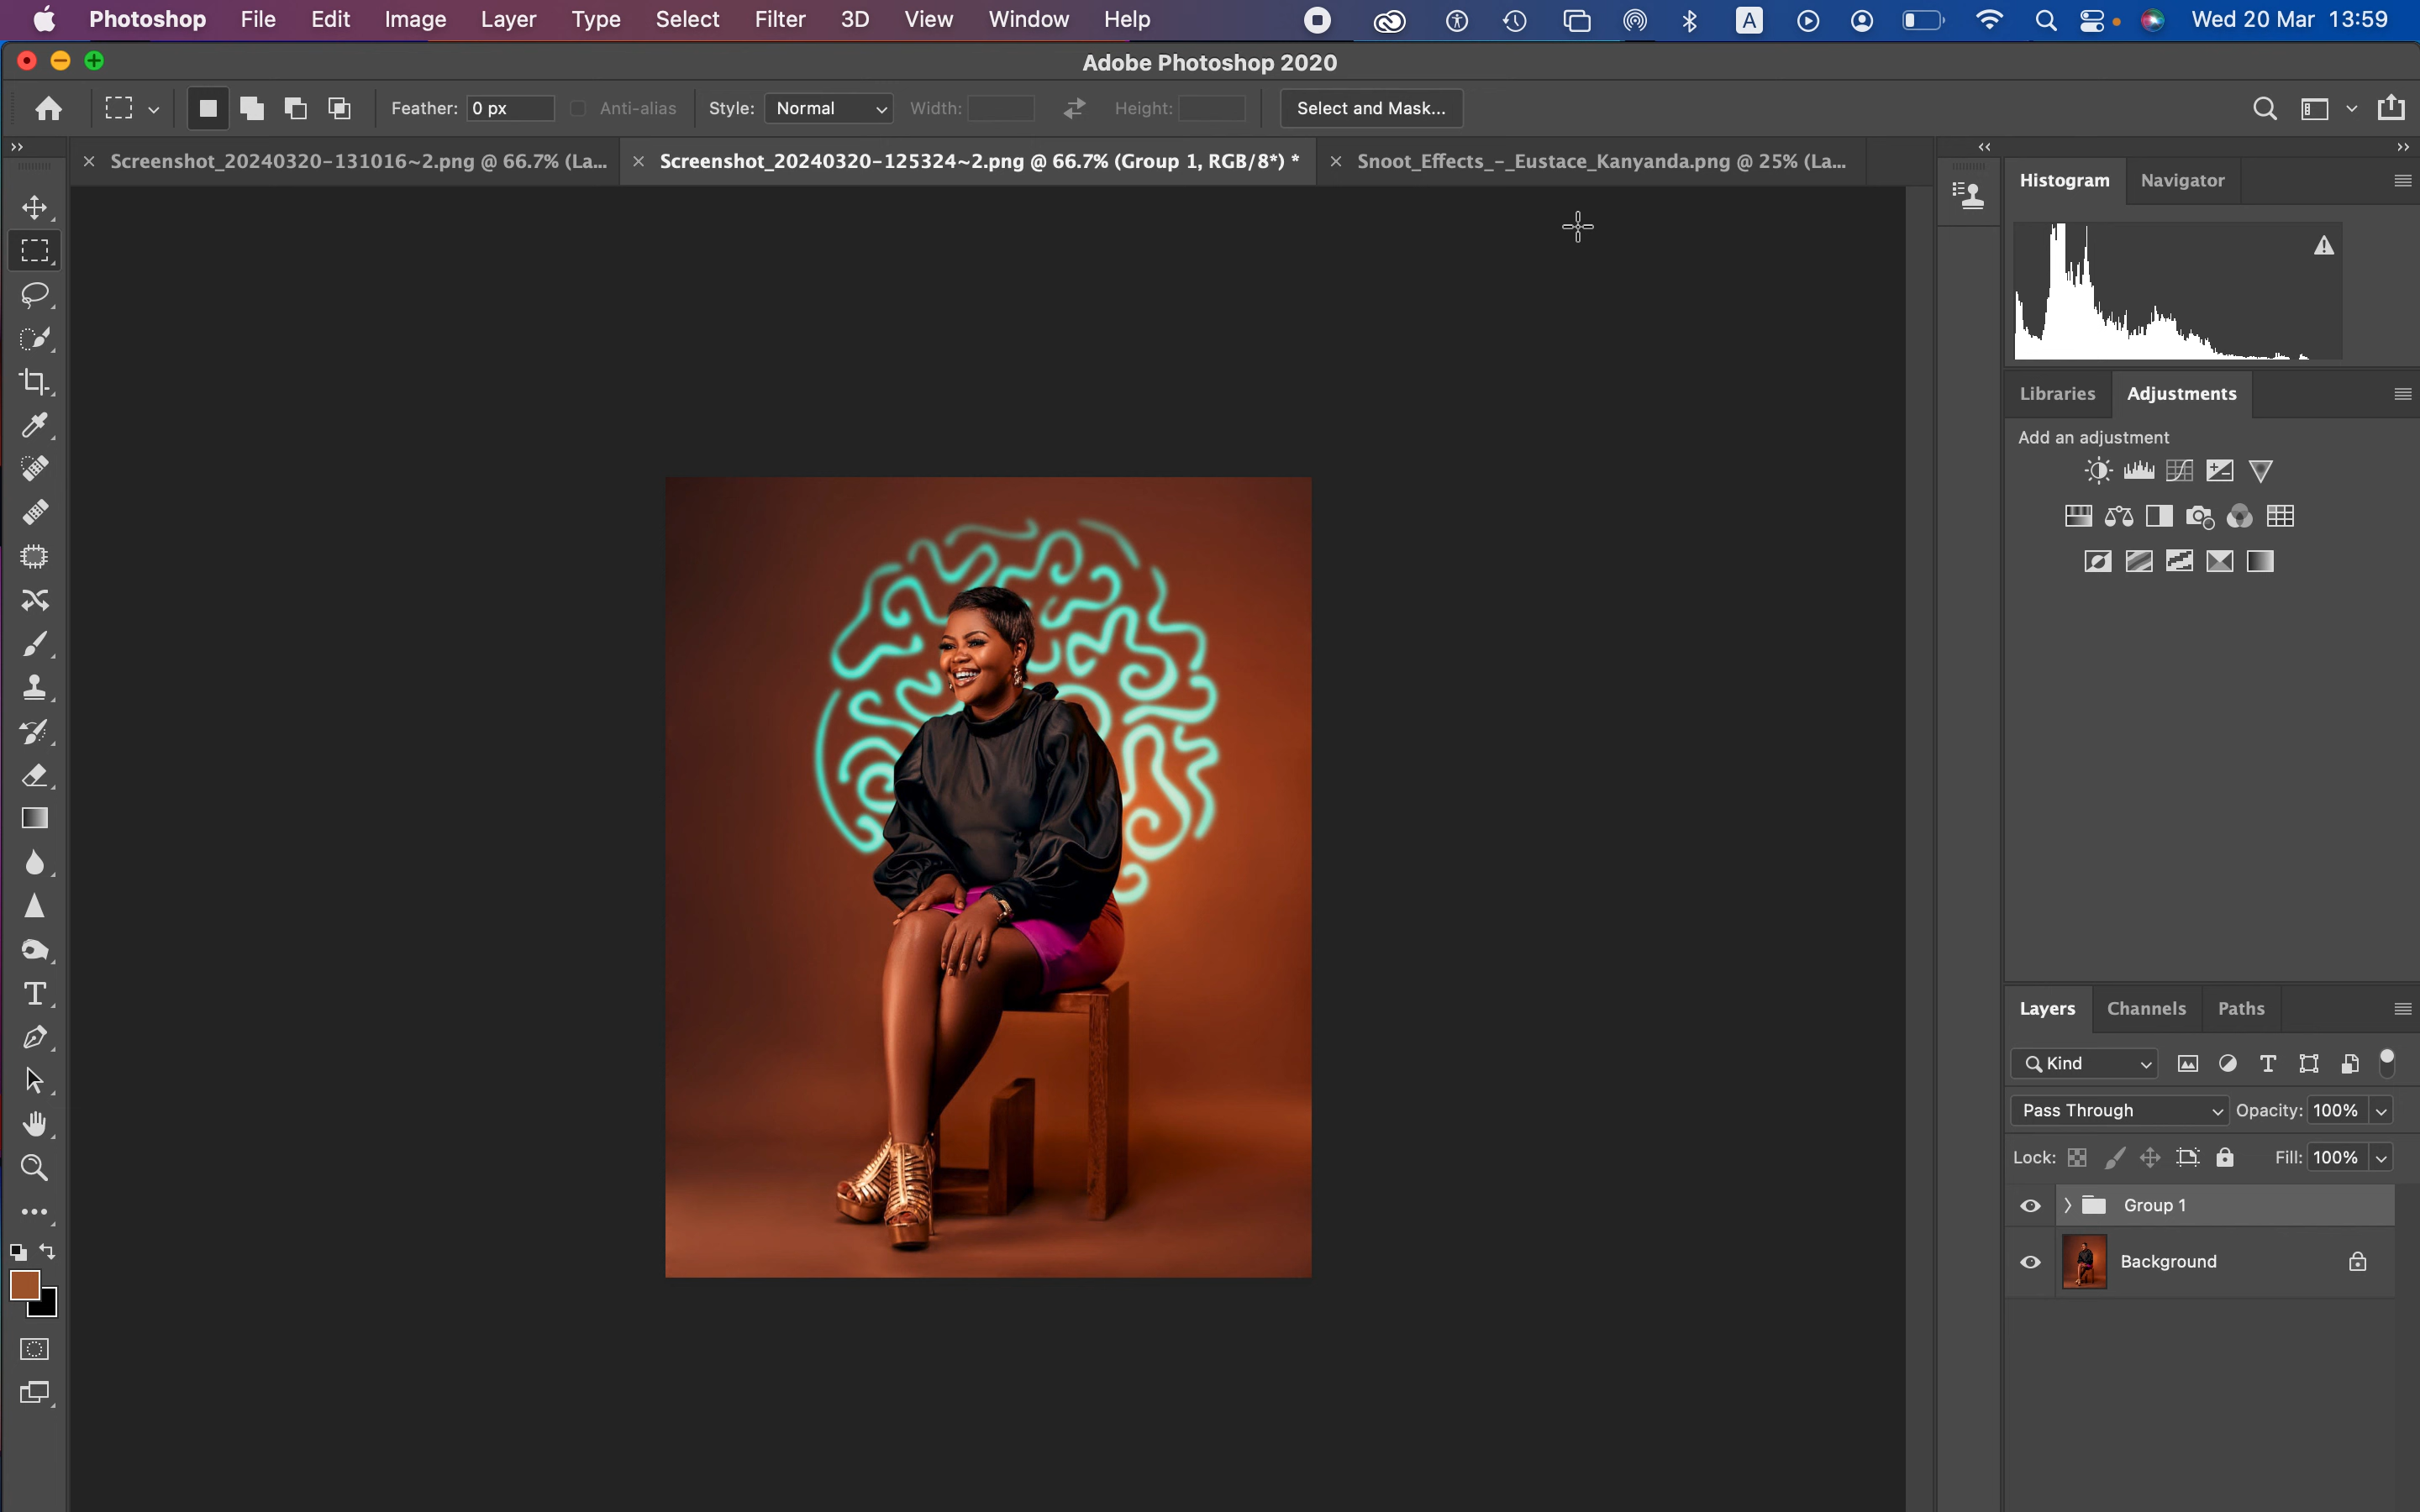 Photoshop File Edit Image Layer Type Select Filter 3D View Window Help A Wed 20 Mar 13:59
Adobe Photoshop 2020
Feather: 0 px Anti-alias Style: Normal Width: Height: Select and Mask...
Screenshot_20240320-131016~2.png @ 66.7% (La... Screenshot_20240320-125324~2.png @ 66.7% (Group 1, RGB/8*) * Snoot_Effects_-_Eustace_Kanyanda.png @ 25% (La...
Histogram Navigator
Libraries Adjustments
Add an adjustment
Layers Channels Paths
Kind
Pass Through Opacity: 100%
Lock: Fill: 100%
Group 1
Background